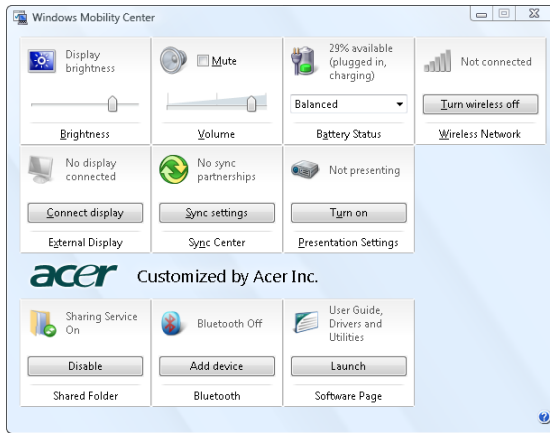 Windows Mobility Center
Display
brightness
Brightness
Mute
Volume
29% available
(plugged in,
charging)
Balanced
Battery Status
Not connected
Turn wireless off
Wireless Network
No display
connected
Connect display
External Display
No sync
partnerships
Sync settings
Sync Center
Not presenting
Turn on
Presentation Settings
acer Customized by Acer Inc.
Sharing Service
On
Disable
Shared Folder
Bluetooth Off
Add device
Bluetooth
User Guide,
Drivers and
Utilities
Launch
Software Page